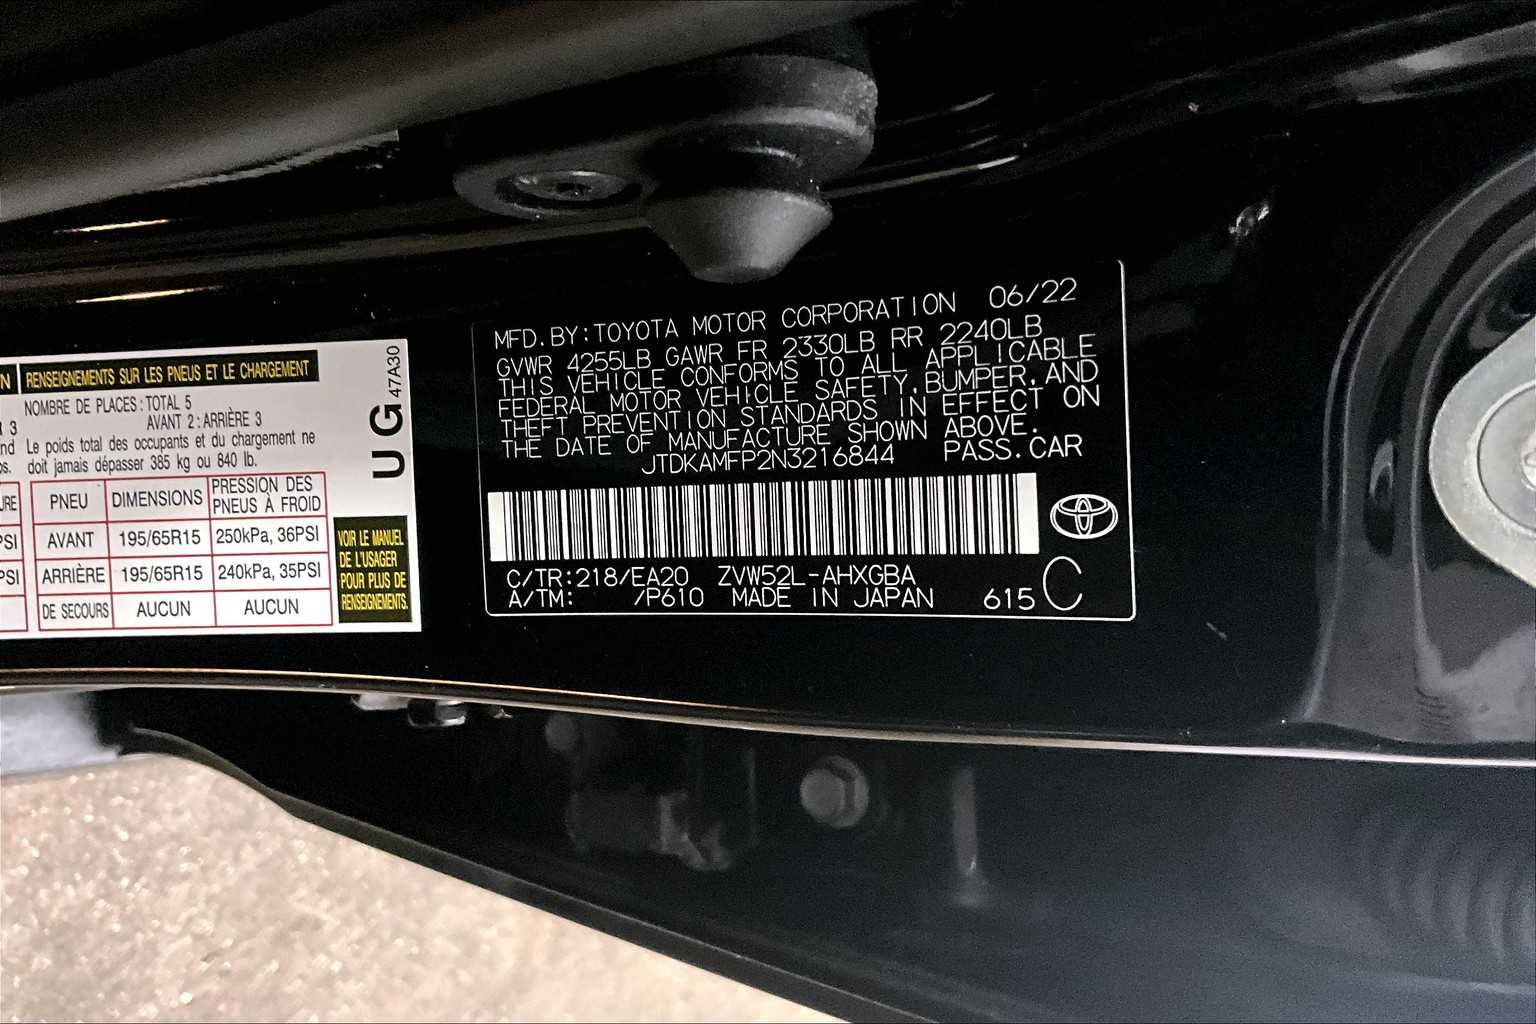 N
RENSEIGNEMENTS SUR LES PNEUS ET LE CHARGEMENT
NOMBRE DE PLACES : TOTAL 5
AVANT 2 : ARRIÈRE 3
3
Le poids total des occupants et du chargement ne
doit jamais dépasser 385 kg ou 840 lb.
PNEU DIMENSIONS PRESSION DES PNEUS À FROID
PSI AVANT 195/65R15 250kPa, 36PSI
PSI ARRIÈRE 195/65R15 240kPa, 35PSI
DE SECOURS AUCUN AUCUN
UG 47A30
VOIR LE MANUEL
DE L'USAGER
POUR PLUS DE
RENSEIGNEMENTS.
MFD. BY: TOYOTA MOTOR CORPORATION 06/22
GVWR 4255LB GAWR FR 2330LB RR 2240LB
THIS VEHICLE CONFORMS TO ALL APPLICABLE
FEDERAL MOTOR VEHICLE SAFETY, BUMPER, AND
THEFT PREVENTION STANDARDS IN EFFECT ON
THE DATE OF MANUFACTURE SHOWN ABOVE.
JTDKAMFP2N3216844 PASS. CAR
C/TR: 218/EA20 ZVW52L-AHXGBA
A/TM: /P610 MADE IN JAPAN 615 C